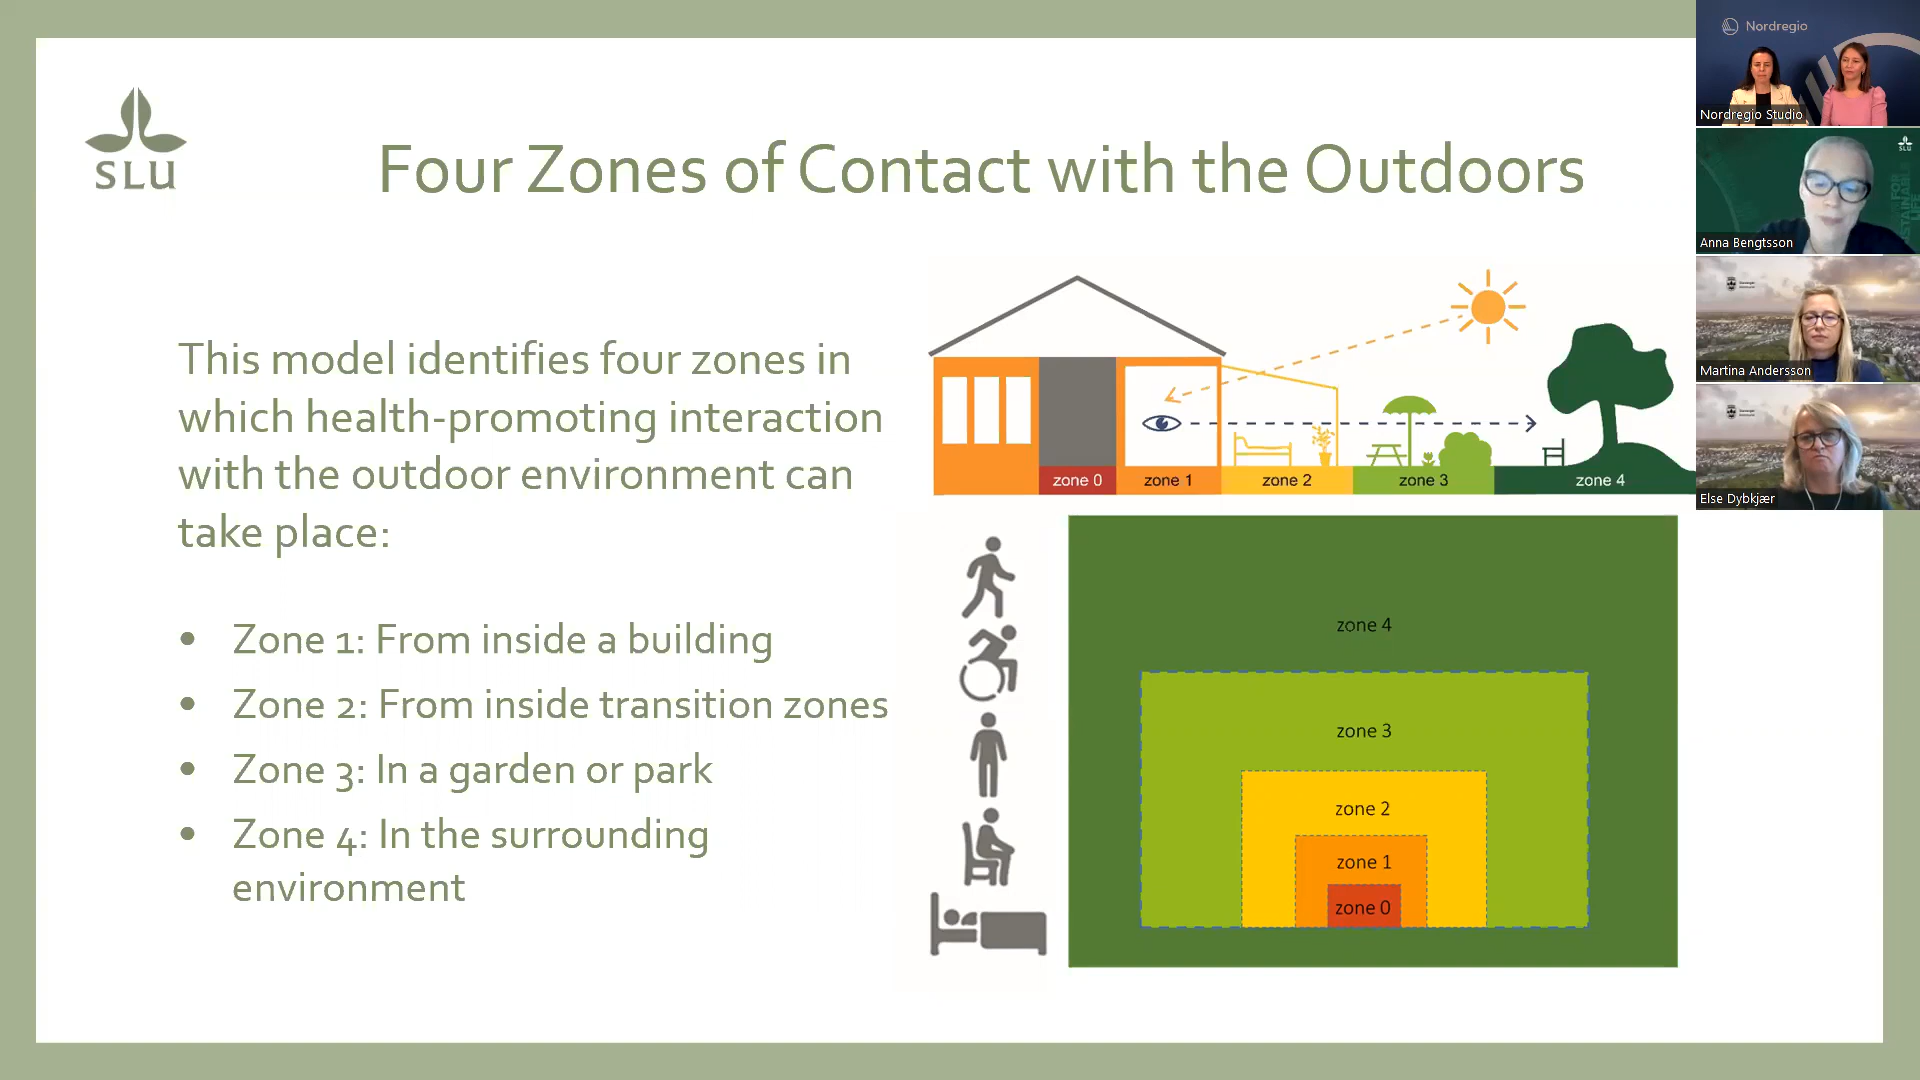 SLU
Four Zones of Contact with the Outdoors
This model identifies four zones in
which health-promoting interaction
with the outdoor environment can
take place:
• Zone 1: From inside a building
• Zone 2: From inside transition zones
• Zone 3: In a garden or park
• Zone 4: In the surrounding
environment
zone 0
zone 1
zone 2
zone 3
zone 4
zone 4
zone 3
zone 2
zone 1
zone 0
Nordregio
Nordregio Studio
SLU
Anna Bengtsson
Martina Andersson
Else Dybkjær